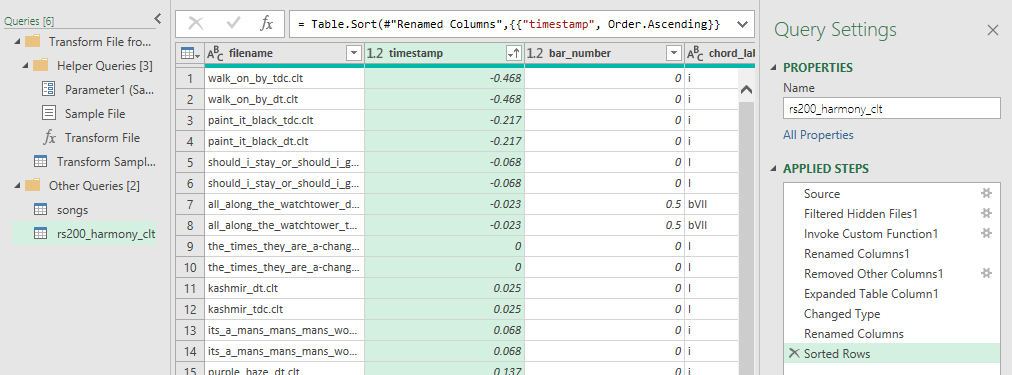 Queries [6]
Transform File fro...
Helper Queries [3]
Parameter1 (Sa...
Sample File
fx Transform File
Transform Sampl...
Other Queries [2]
songs
rs200_harmony_clt
fx = Table.Sort(#"Renamed Columns",{{"timestamp", Order.Ascending}}
ABC filename 1.2 timestamp 1.2 bar_number ABC chord_lab
1 walk_on_by_tdc.clt -0.468 0 i
2 walk_on_by_dt.clt -0.468 0 i
3 paint_it_black_tdc.clt -0.217 0 i
4 paint_it_black_dt.clt -0.217 0 i
5 should_i_stay_or_should_i_g... -0.068 0 I
6 should_i_stay_or_should_i_g... -0.068 0 I
7 all_along_the_watchtower_d... -0.023 0.5 bVII
8 all_along_the_watchtower_t... -0.023 0.5 bVII
9 the_times_they_are_a-chang... 0 0 I
10 the_times_they_are_a-chang... 0 0 I
11 kashmir_dt.clt 0.025 0 I
12 kashmir_tdc.clt 0.025 0 I
13 its_a_mans_mans_mans_wo... 0.068 0 i
14 its_a_mans_mans_mans_wo... 0.068 0 i
15 purple_haze_dt.clt 0.137 0 i
Query Settings
PROPERTIES
Name
rs200_harmony_clt
All Properties
APPLIED STEPS
Source
Filtered Hidden Files1
Invoke Custom Function1
Renamed Columns1
Removed Other Columns1
Expanded Table Column1
Changed Type
Renamed Columns
Sorted Rows